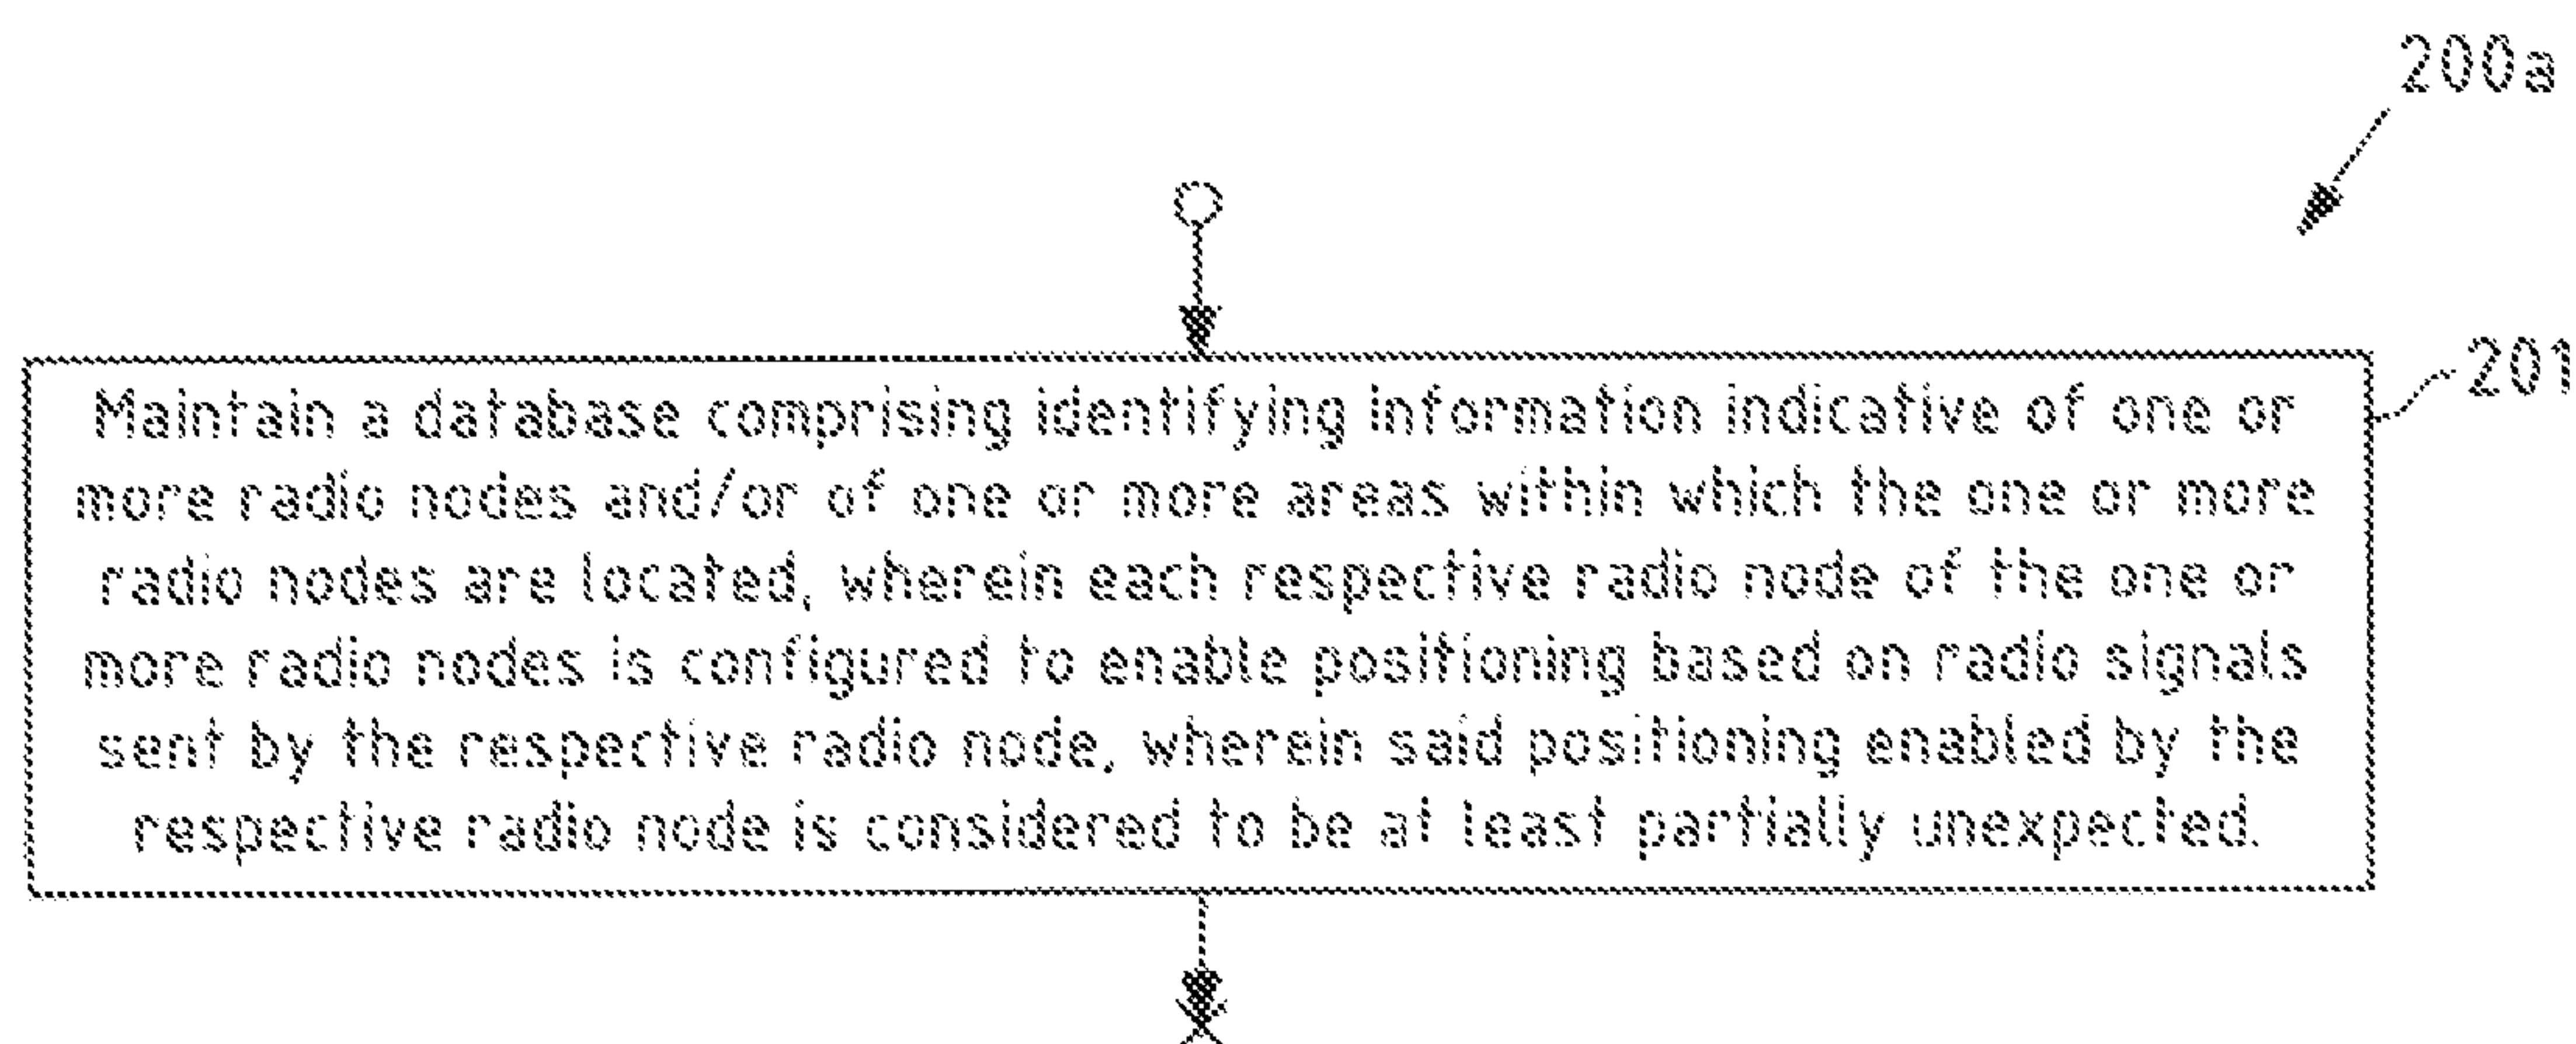 200a
201
Maintain a database comprising identifying information indicative of one or
more radio nodes and/or of one or more areas within which the one or more
radio nodes are located, wherein each respective radio node of the one or
more radio nodes is configured to enable positioning based on radio signals
sent by the respective radio node, wherein said positioning enabled by the
respective radio node is considered to be at least partially unexpected.